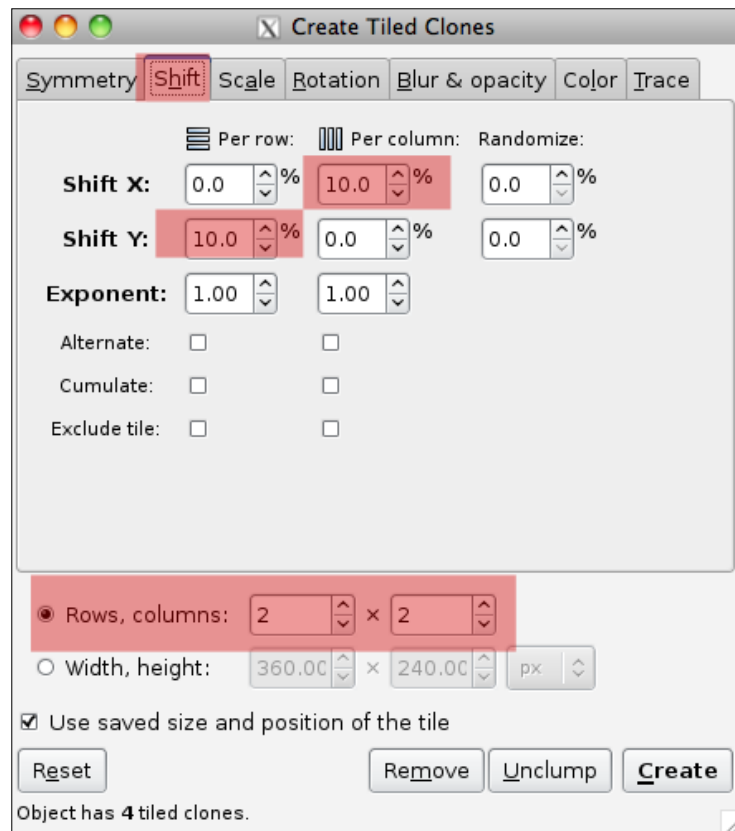 Create Tiled Clones
Symmetry Shift Scale Rotation Blur & opacity Color Trace
Per row: Per column: Randomize:
Shift X: 0.0 % 10.0 % 0.0 %
Shift Y: 10.0 % 0.0 % 0.0 %
Exponent: 1.00 1.00
Alternate:
Cumulate:
Exclude tile:
Rows, columns: 2 × 2
Width, height: 360.00 × 240.00 px
Use saved size and position of the tile
Reset Remove Unclump Create
Object has 4 tiled clones.